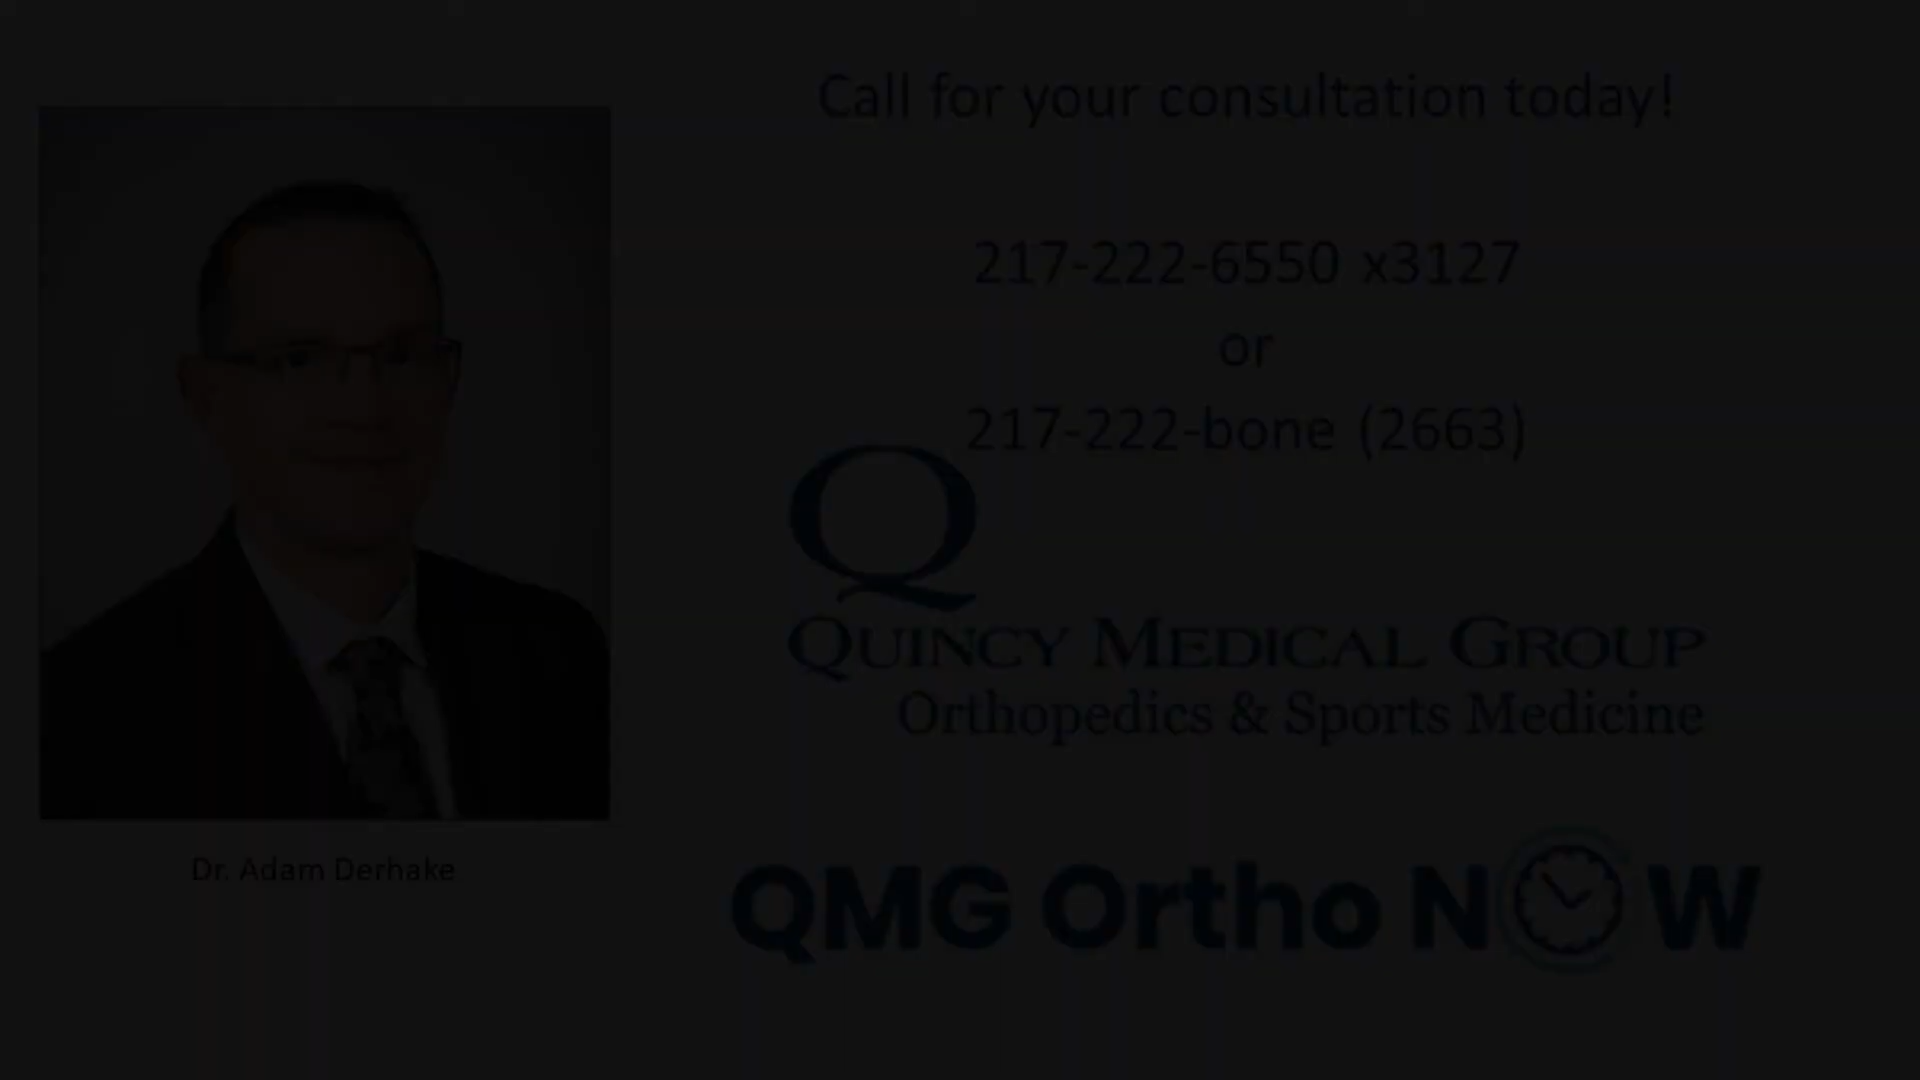 Call for your consultation today!
217-222-6550 x3127
or
217-222-bone (2663)
Q
QUINCY MEDICAL GROUP
Orthopedics & Sports Medicine
Dr. Adam Derhake
QMG Ortho NOW